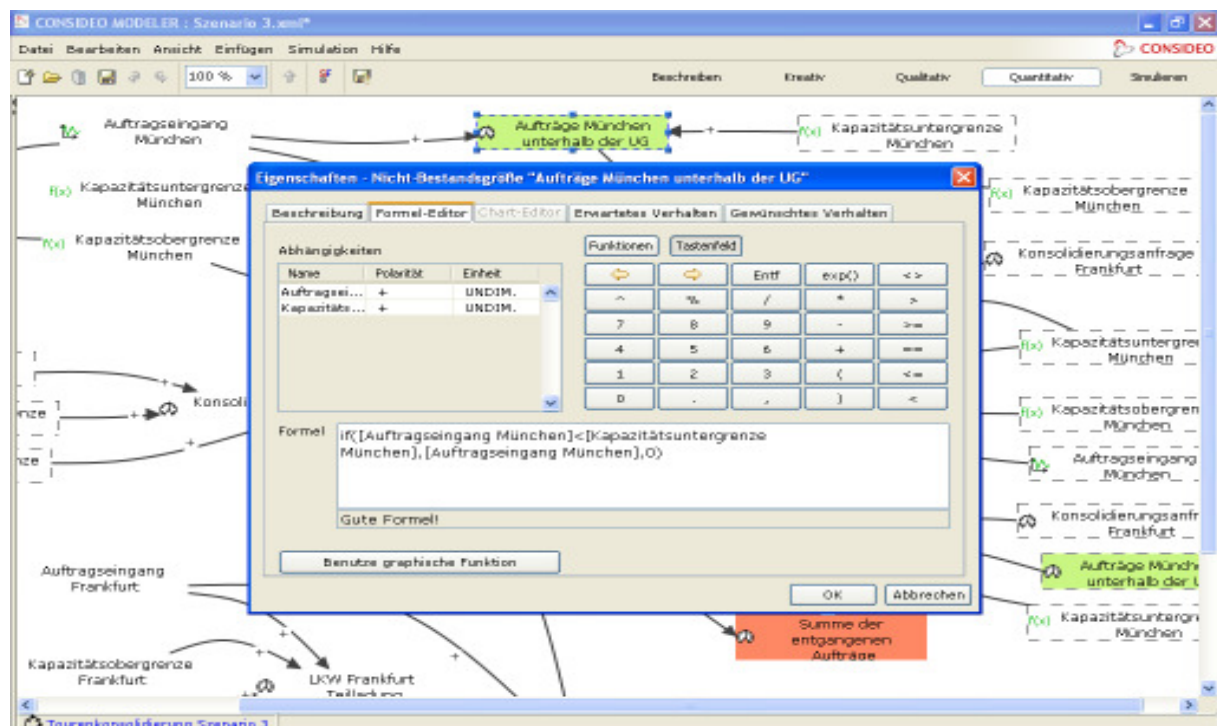 CONSIDEO MODELER : Szenario 3.xml*
Datei Bearbeiten Ansicht Einfügen Simulation Hilfe
CONSIDEO
100 %
Beschreiben Kreativ Qualitativ Quantitativ Simulieren
Auftragseingang
München
Aufträge München
unterhalb der UG
f(x) Kapazitätsuntergrenze
München
+
+
Eigenschaften - Nicht-Bestandsgröße "Aufträge München unterhalb der UG"
f(x) Kapazitätsuntergrenze
München
f(x) Kapazitätsobergrenze
München
Beschreibung Formel-Editor Chart-Editor Erwartetes Verhalten Gewünschtes Verhalten
f(x) Kapazitätsobergrenze
München
Konsolidierungsanfrage
Frankfurt
Abhängigkeiten
Funktionen Tastenfeld
Name Polarität Einheit
Auftragsei... + UNDIM.
Kapazitäts... + UNDIM.
Entf exp() <>
^ % / * >
7 8 9 - >=
4 5 6 + ==
1 2 3 ( <=
0 . , ) <
f(x) Kapazitätsuntergre
München
+
Konsoli
nze
+
f(x) Kapazitätsobergren
München
+
nze
Formel
if([Auftragseingang München]<[Kapazitätsuntergrenze
München],[Auftragseingang München],0)
Gute Formel!
Auftragseingang
München
Konsolidierungsanfr
Frankfurt
Benutze graphische Funktion
OK Abbrechen
Auftragseingang
Frankfurt
Aufträge Münch
unterhalb der U
Summe der
entgangenen
Aufträge
f(x) Kapazitätsuntergre
München
+
+
+
Kapazitätsobergrenze
Frankfurt
LKW Frankfurt
Teilladung
Tourenkonsolidierung Szenario 3